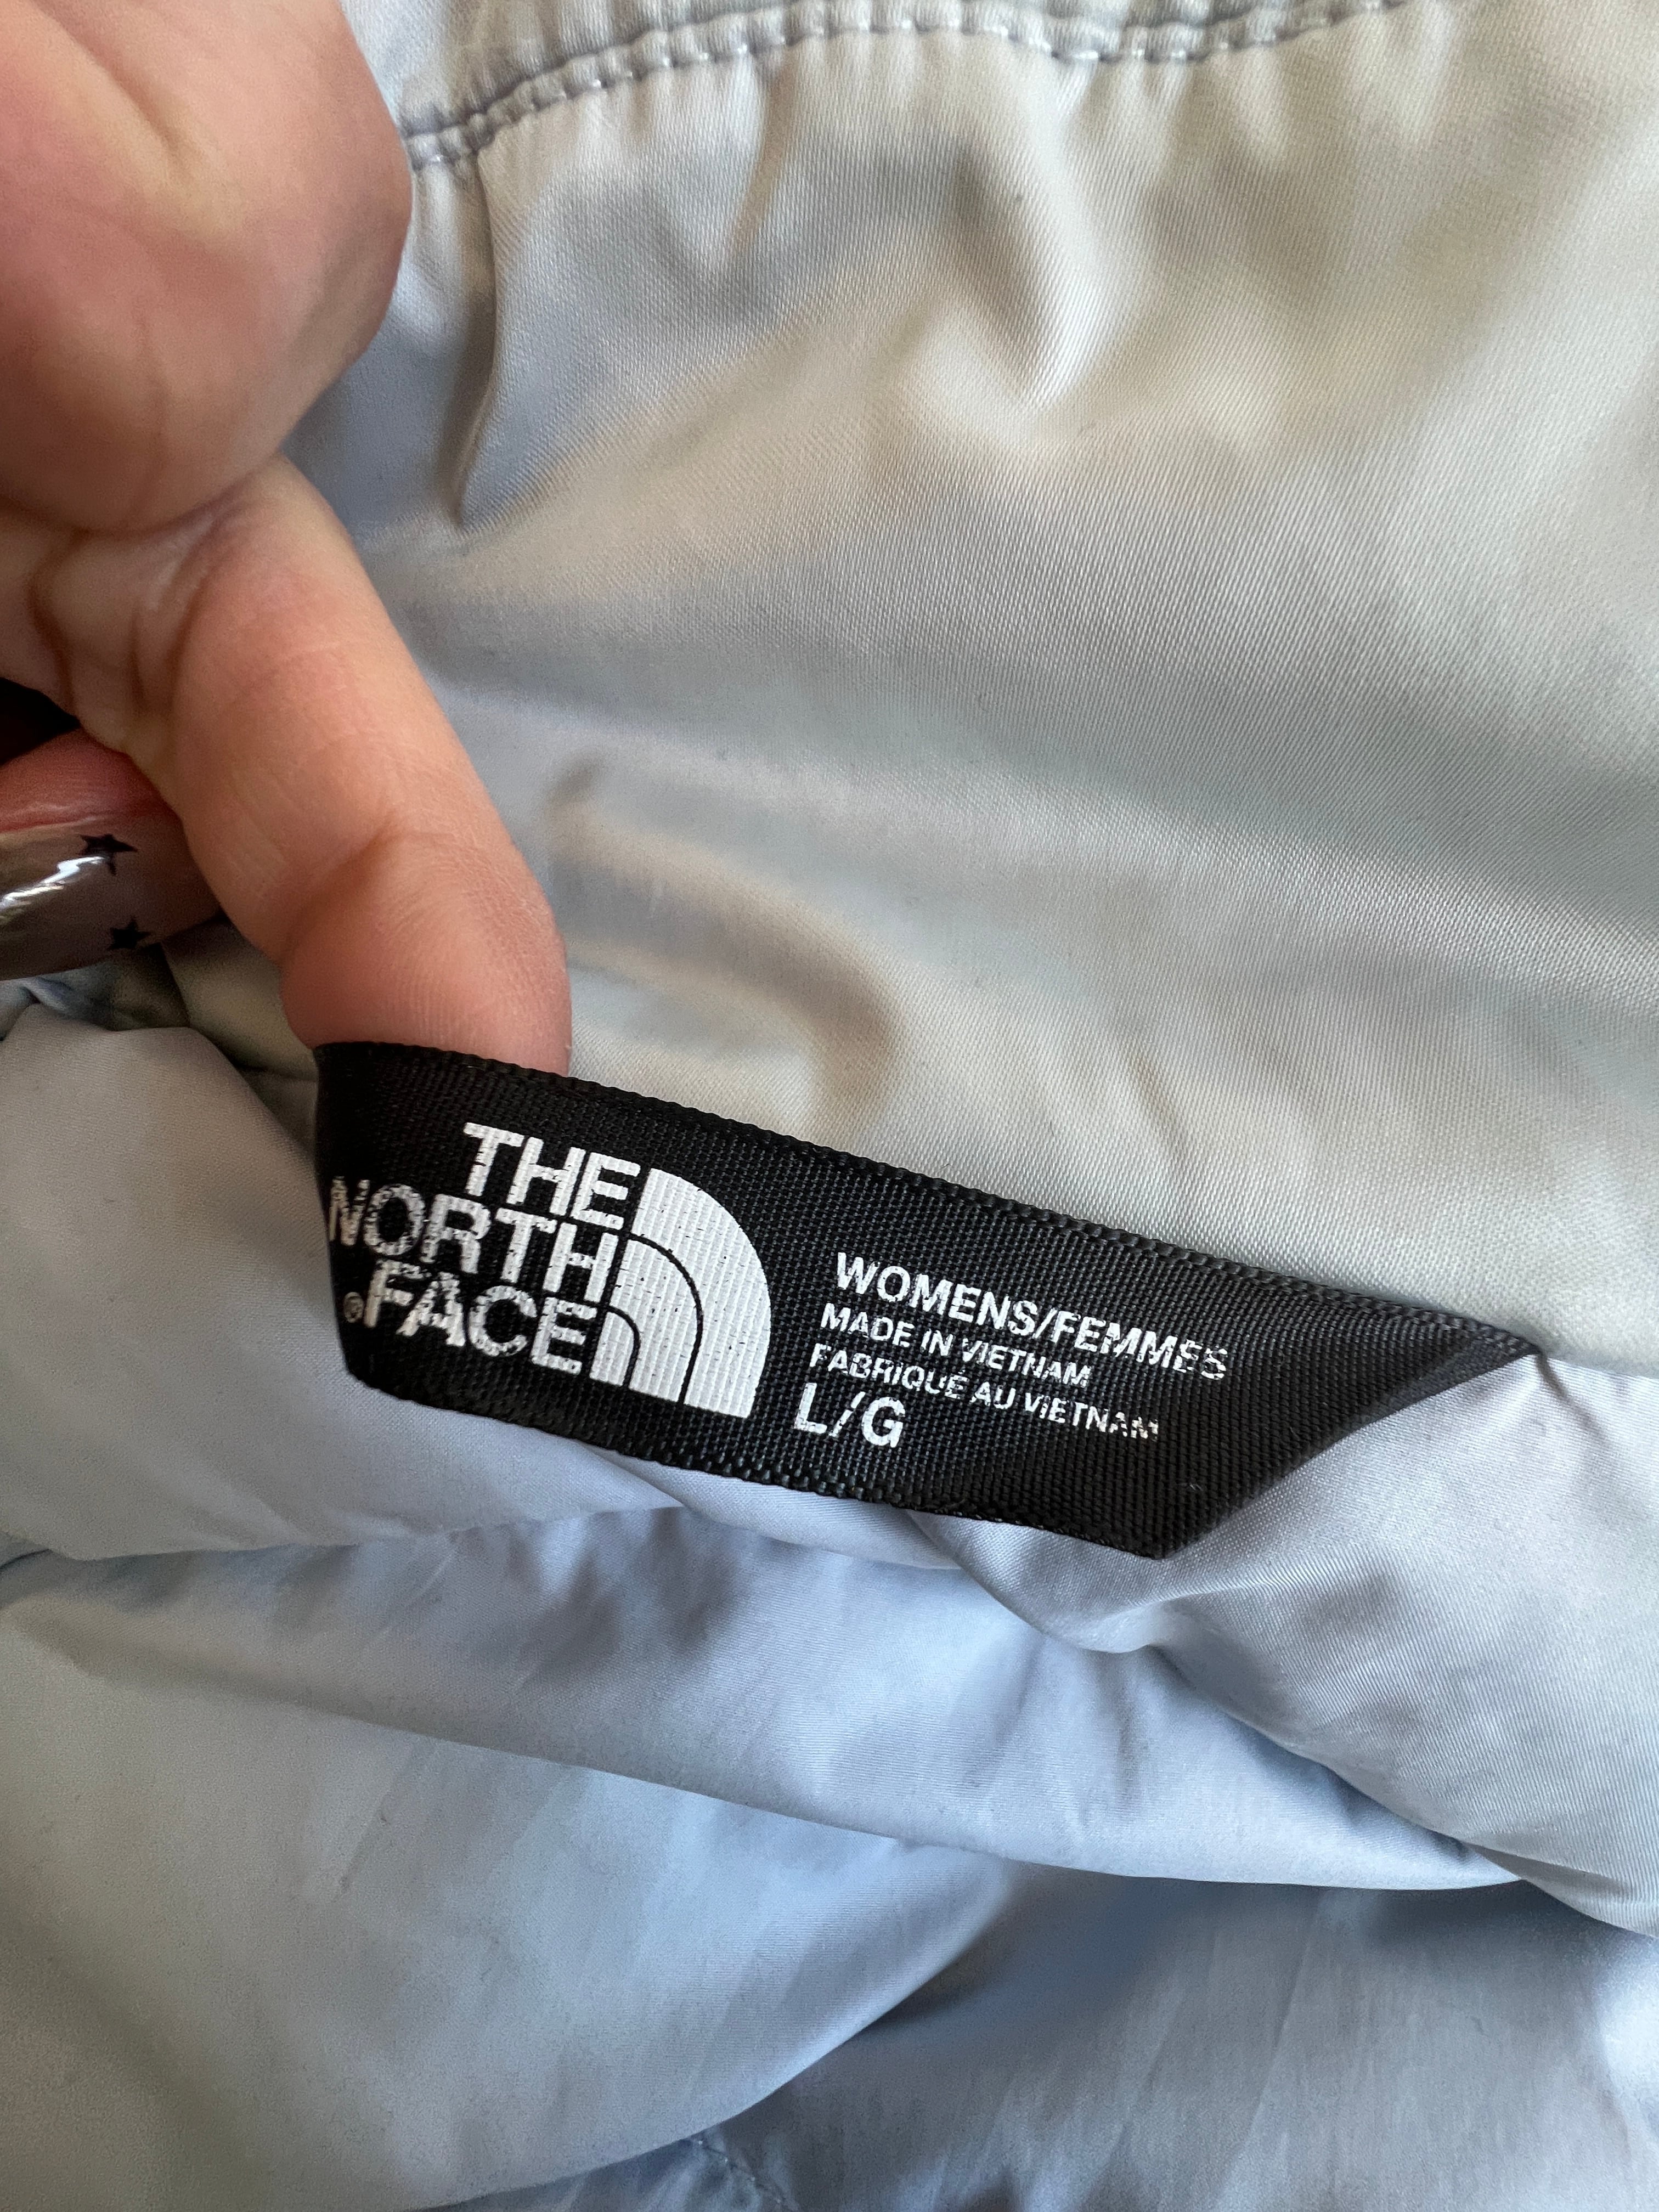 THE
NORTH
FACE®
WOMENS/FEMMES
MADE IN VIETNAM
FABRIQUÉ AU VIETNAM
L/G